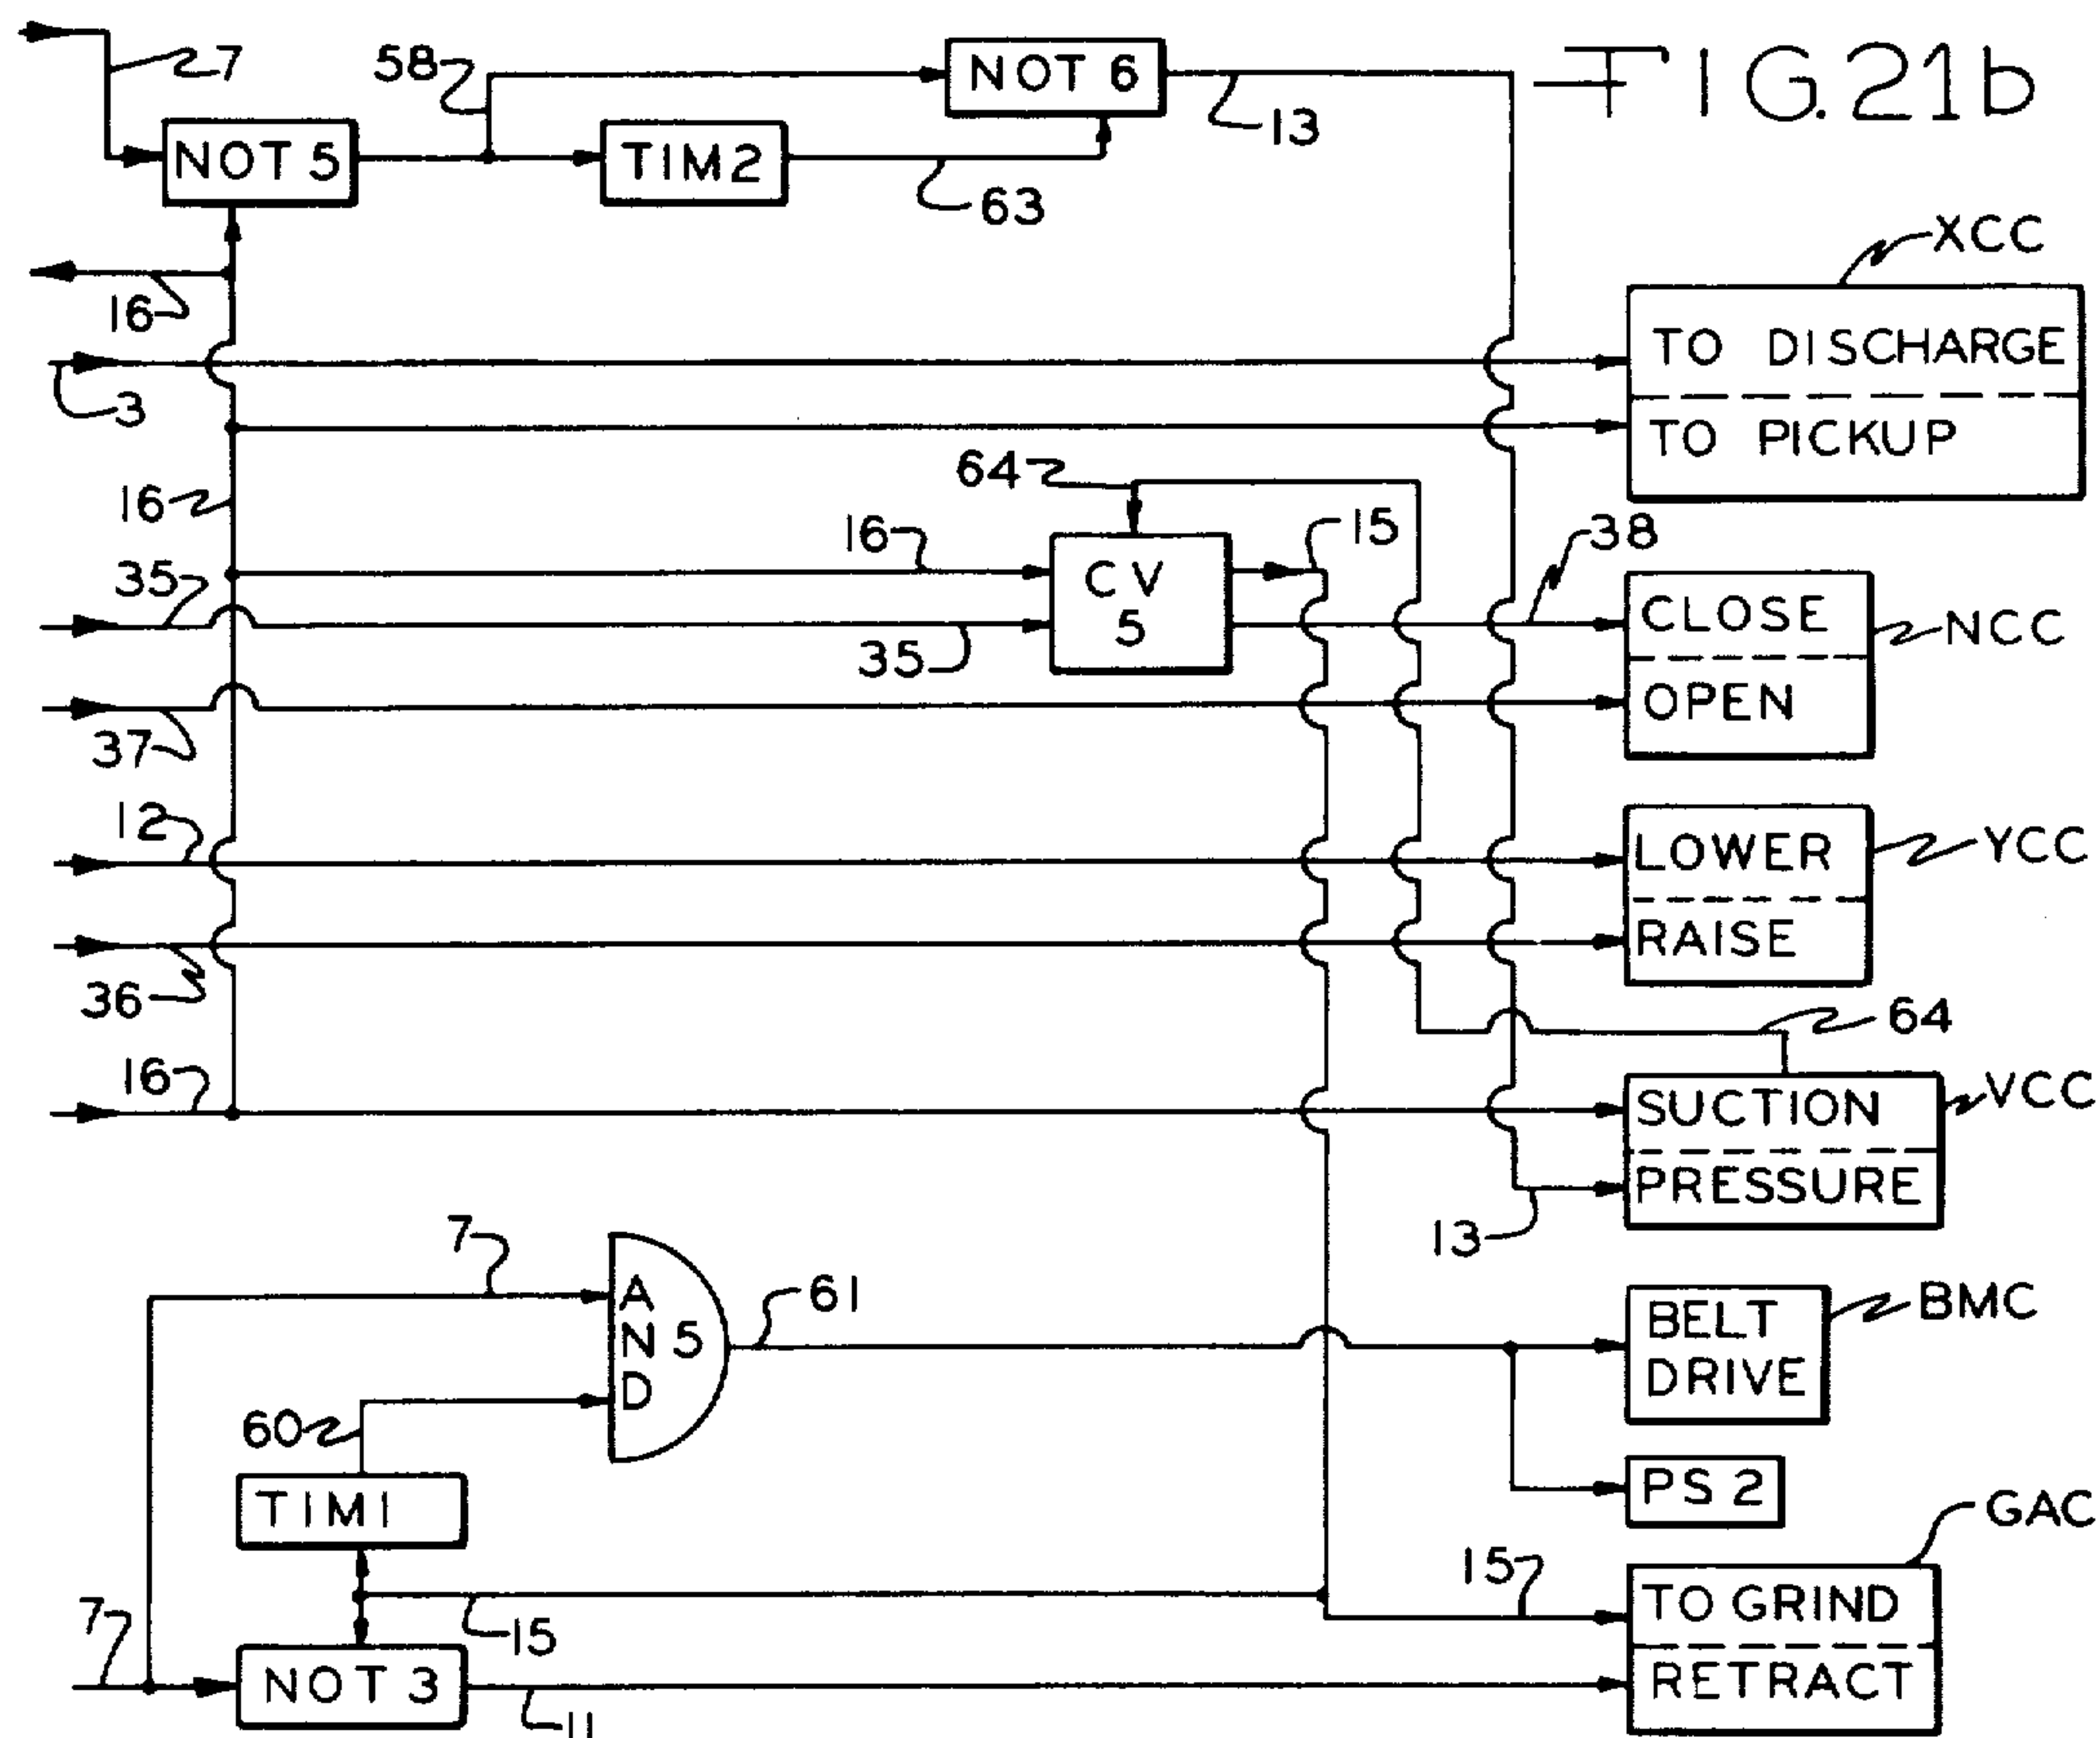 FIG. 21b
7
58
NOT 6
13
NOT 5
TIM2
63
16
XCC
3
TO DISCHARGE
TO PICKUP
64
16
16
15
38
35
CV
5
CLOSE
NCC
35
OPEN
37
12
LOWER
YCC
RAISE
36
64
16
SUCTION
VCC
PRESSURE
7
13
61
AND 5
BELT
DRIVE
BMC
60
TIM1
PS 2
GAC
15
7
15
TO GRIND
NOT 3
RETRACT
11